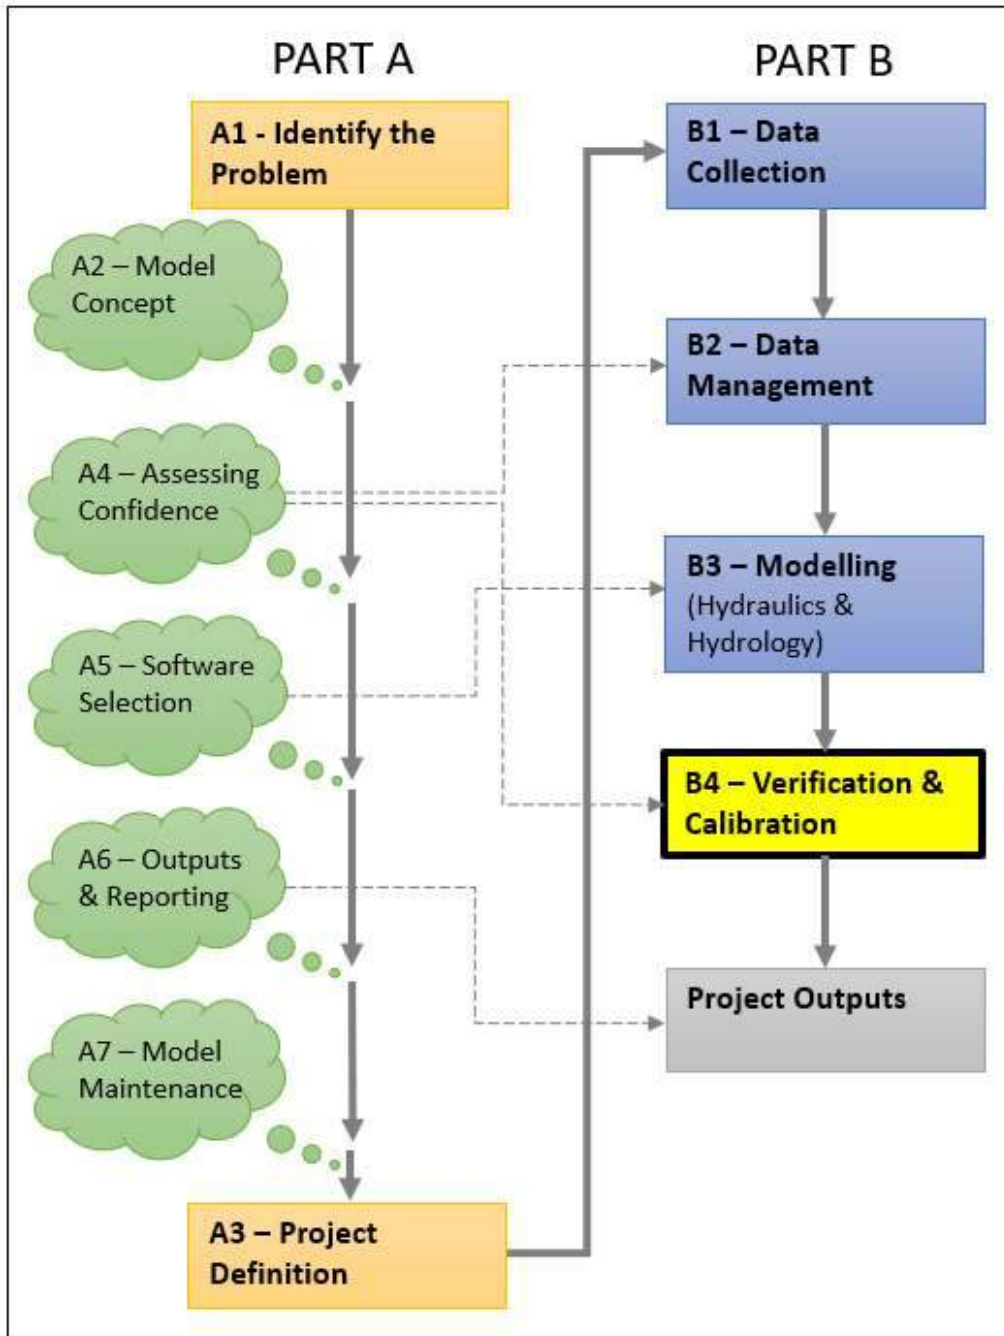 PART A
A1 - Identify the
Problem
A2 – Model
Concept
A4 – Assessing
Confidence
A5 – Software
Selection
A6 – Outputs
& Reporting
A7 – Model
Maintenance
A3 – Project
Definition
PART B
B1 – Data
Collection
B2 – Data
Management
B3 – Modelling
(Hydraulics &
Hydrology)
B4 – Verification &
Calibration
Project Outputs